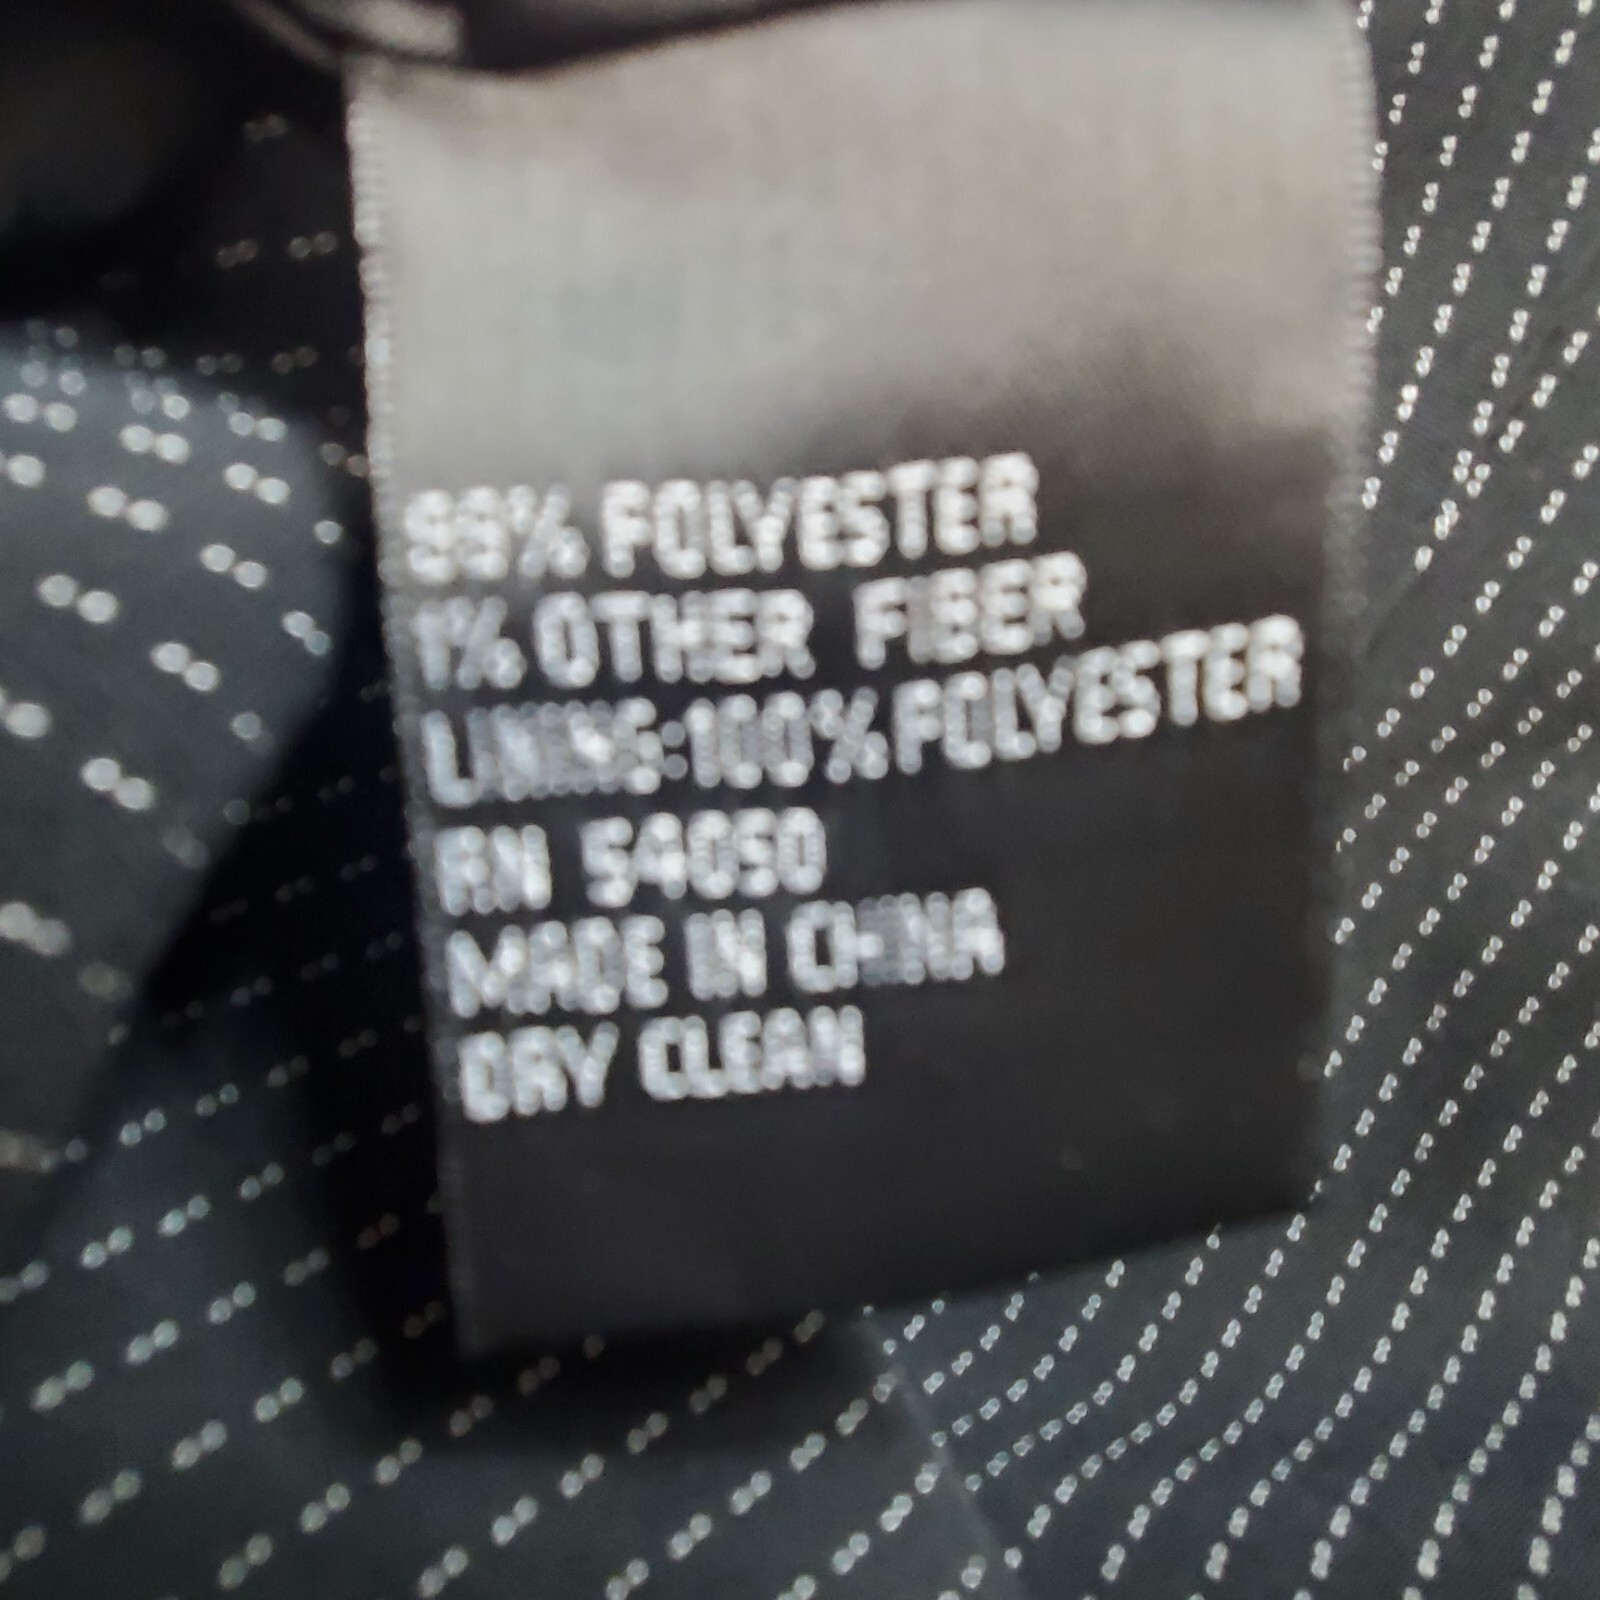 99% POLYESTER
1% OTHER FIBER
LINING:100% POLYESTER
RN 54050
MADE IN CHINA
DRY CLEAN